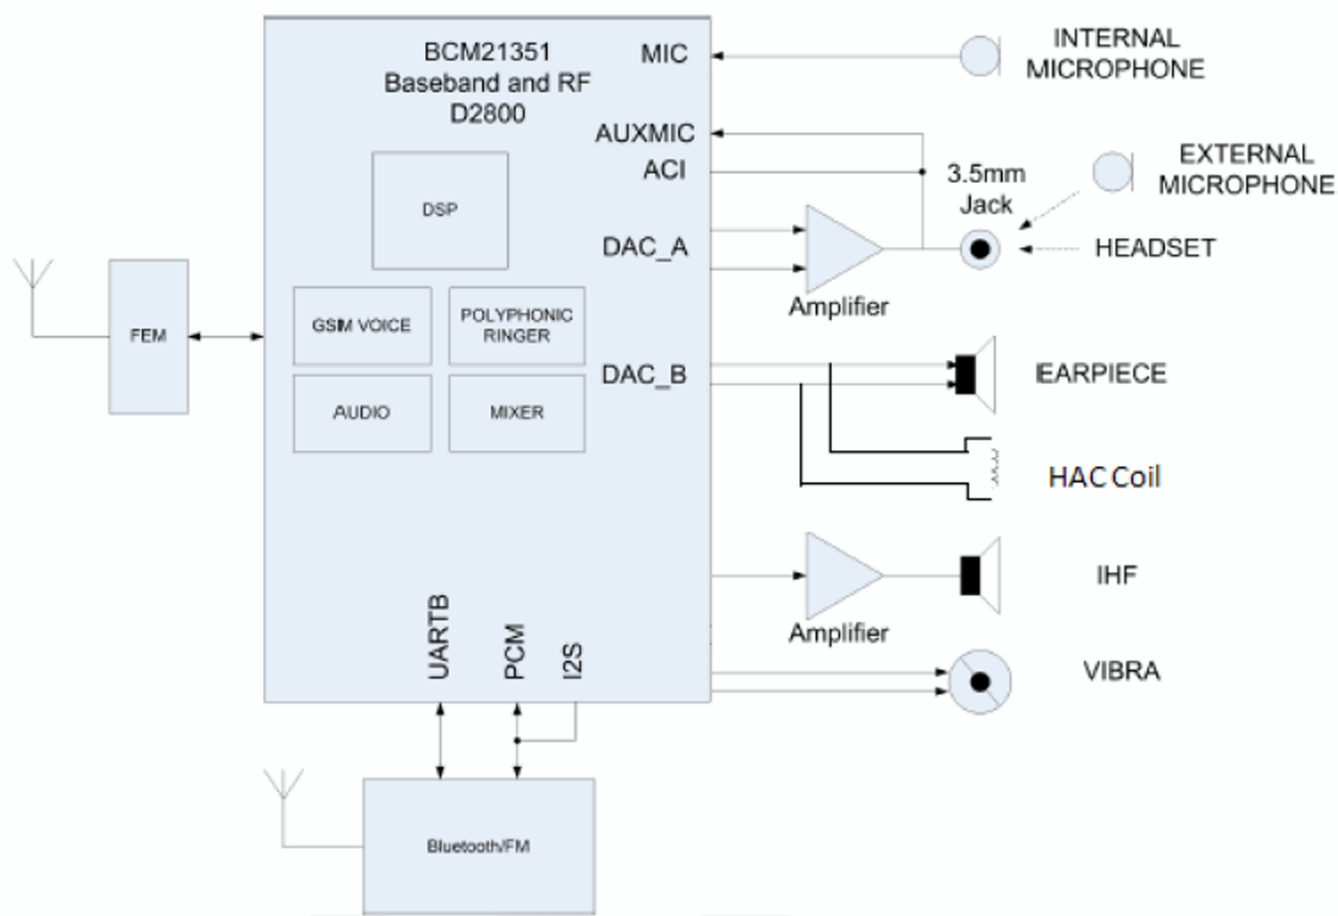 BCM21351
Baseband and RF
D2800
MIC
INTERNAL
MICROPHONE
AUXMIC
ACI
3.5mm
Jack
EXTERNAL
MICROPHONE
DSP
DAC_A
HEADSET
Amplifier
FEM
GSM VOICE
POLYPHONIC
RINGER
DAC_B
EARPIECE
AUDIO
MIXER
HAC Coil
IHF
Amplifier
UARTB
PCM
I2S
VIBRA
Bluetooth/FM